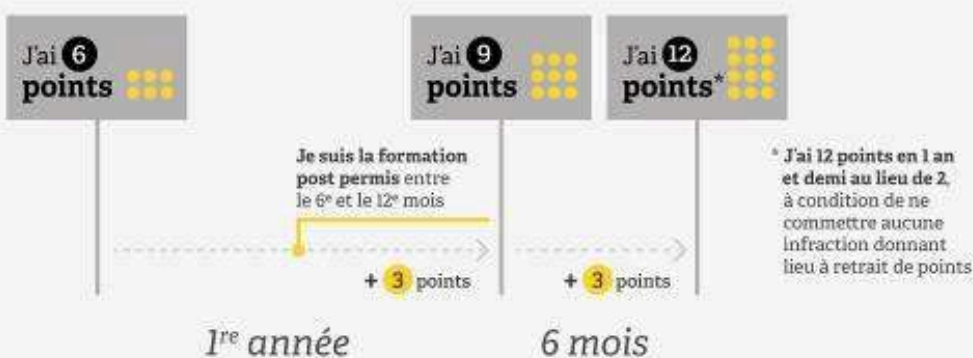 J'ai 6
points
J'ai 9
points
J'ai 12
points*
Je suis la formation
post permis entre
le 6e et le 12e mois
* J'ai 12 points en 1 an
et demi au lieu de 2,
à condition de ne
commettre aucune
infraction donnant
lieu à retrait de points
+ 3 points
+ 3 points
1re année
6 mois